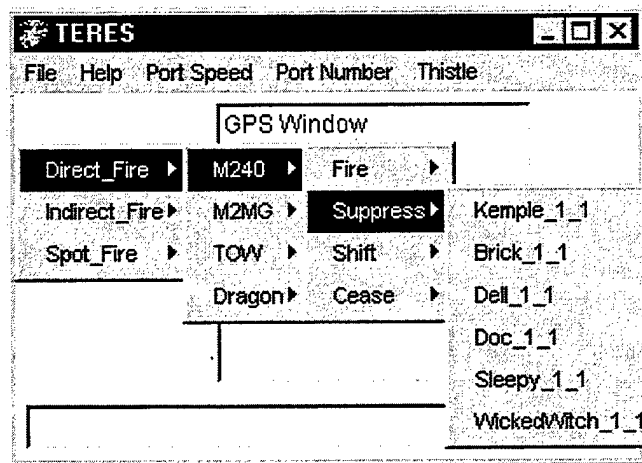 TERES
File Help Port Speed Port Number Thistle
GPS Window
Direct_Fire M240 Fire
Indirect_Fire M2MG Suppress Kemple_1_1
Spot_Fire TOW Shift Brick_1_1
Dragon Cease Dell_1_1
Doc_1_1
Sleepy_1_1
WickedWitch_1_1